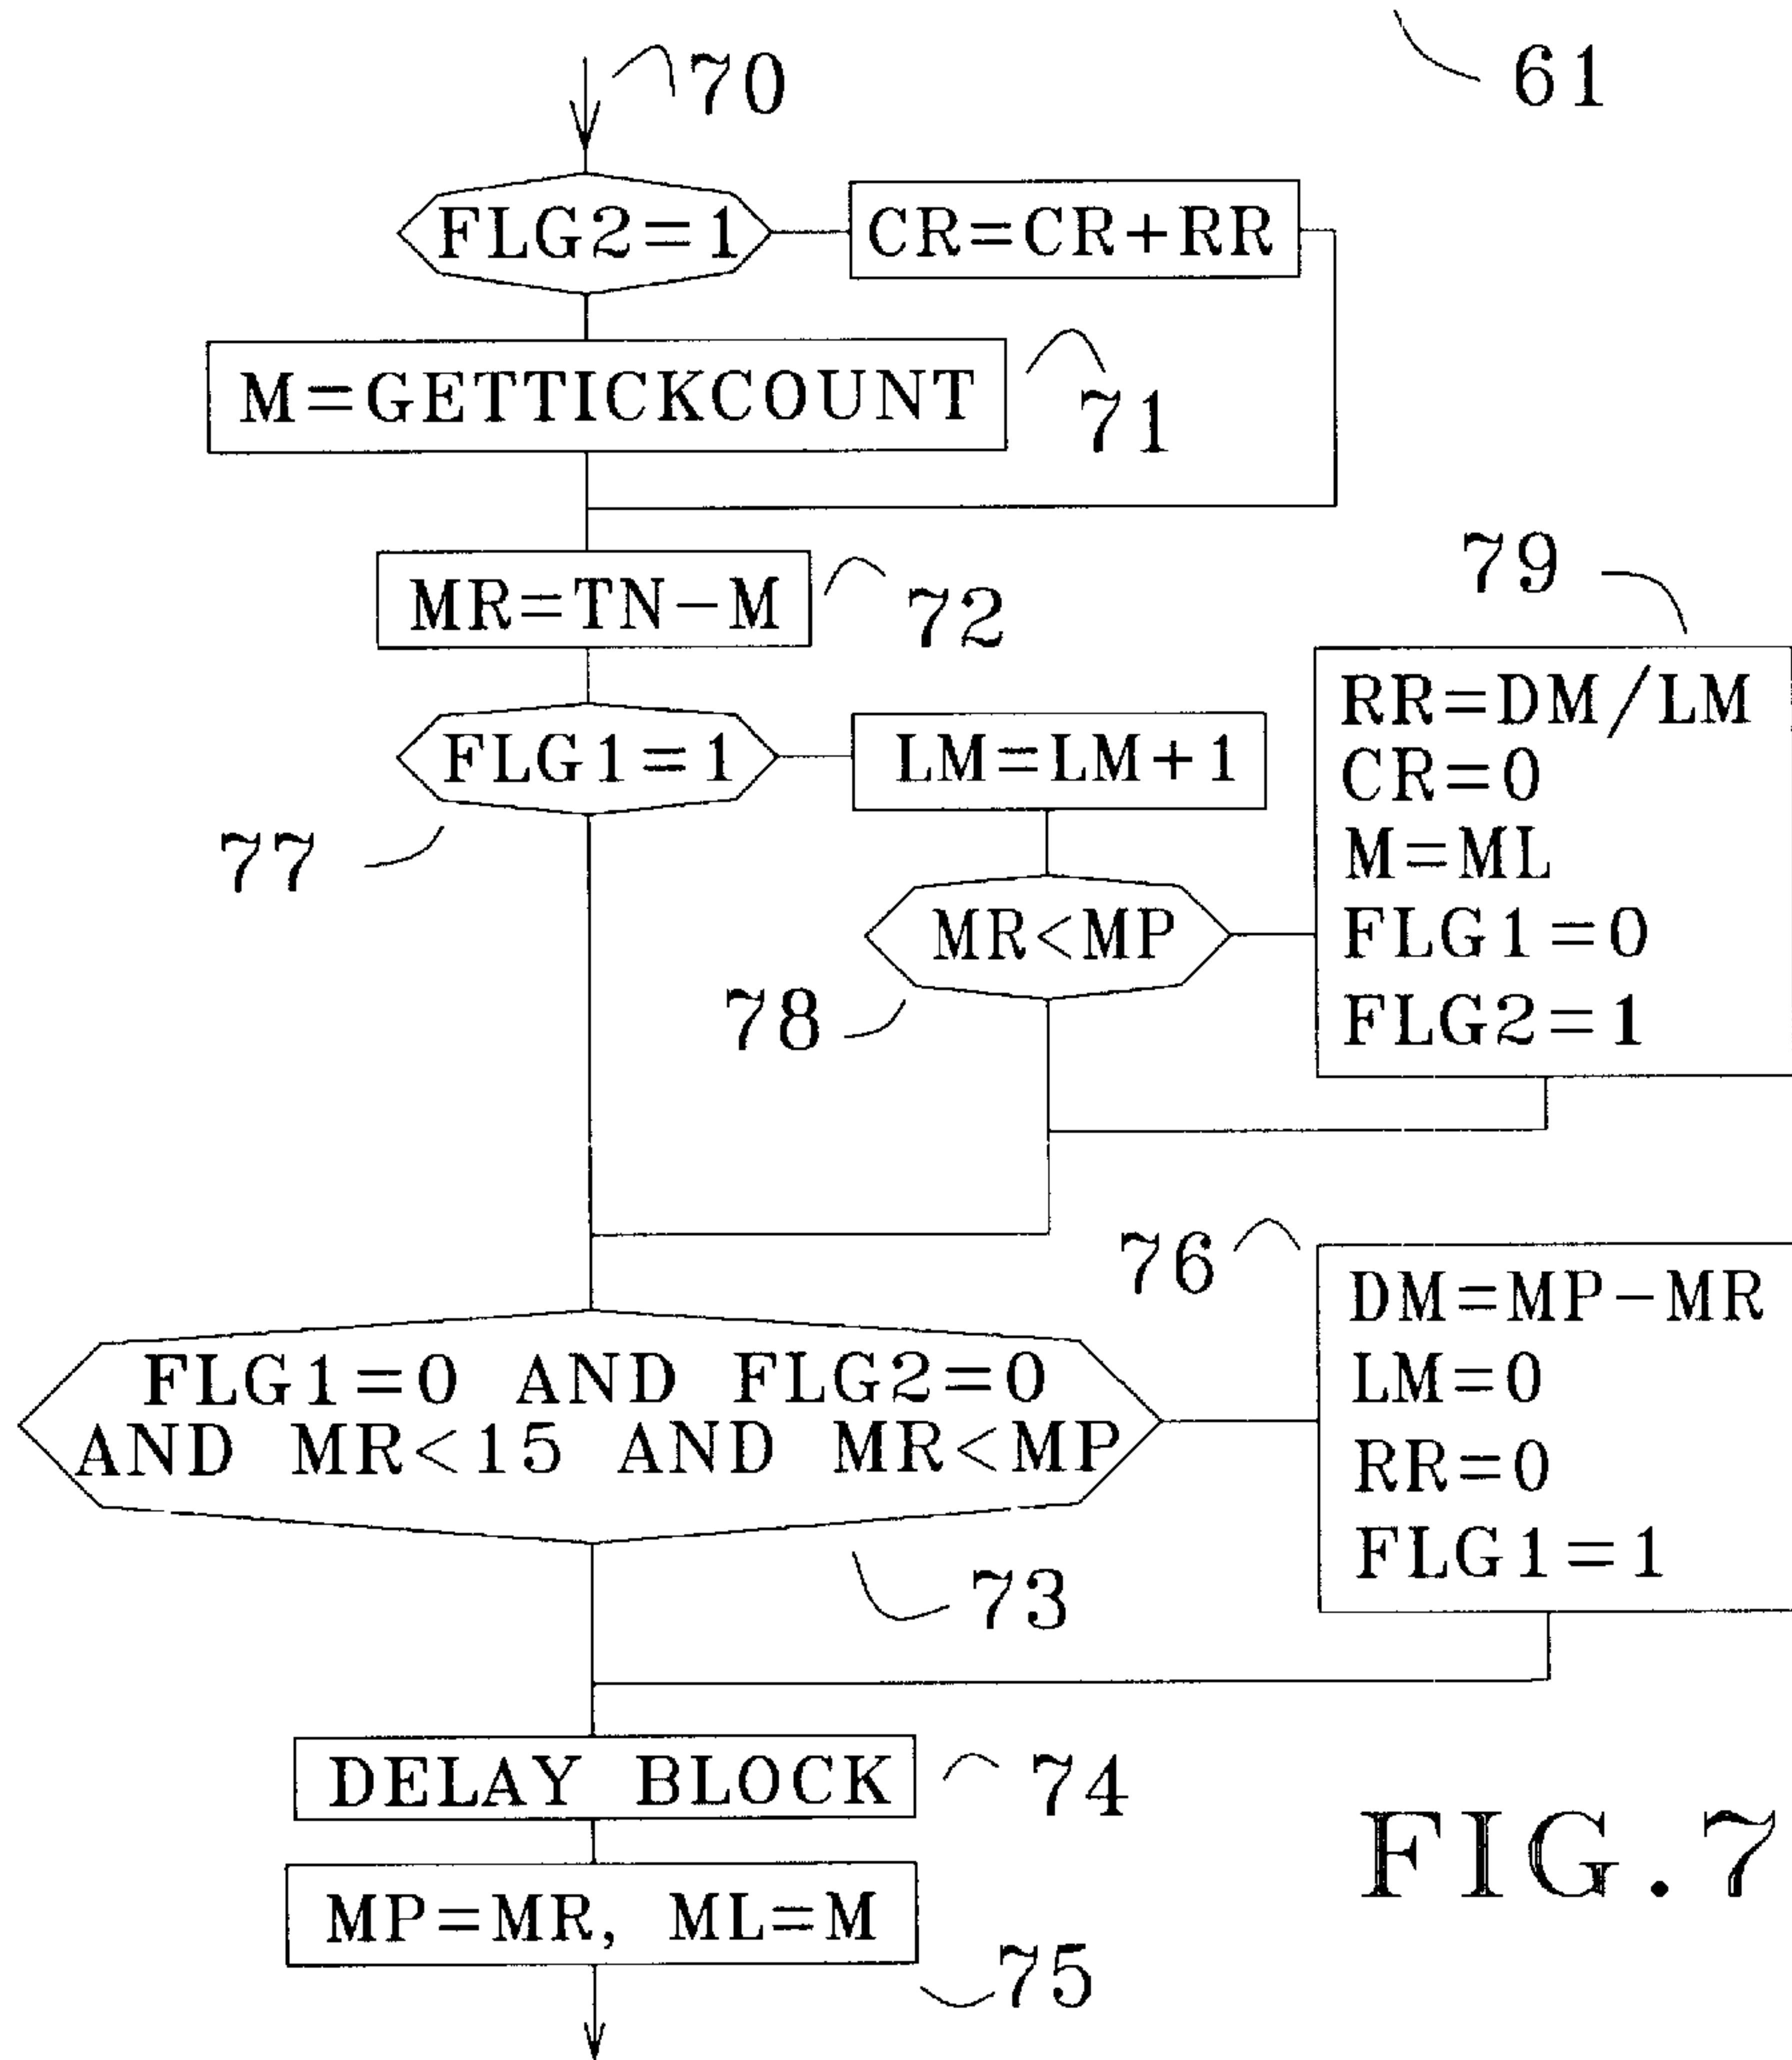 61
70
FLG2=1
CR=CR+RR
M=GETTICKCOUNT
71
MR=TN-M
72
79
FLG1=1
LM=LM+1
77
MR<MP
78
RR=DM/LM
CR=0
M=ML
FLG1=0
FLG2=1
76
FLG1=0 AND FLG2=0
AND MR<15 AND MR<MP
73
DM=MP-MR
LM=0
RR=0
FLG1=1
DELAY BLOCK
74
MP=MR, ML=M
75
FIG.7